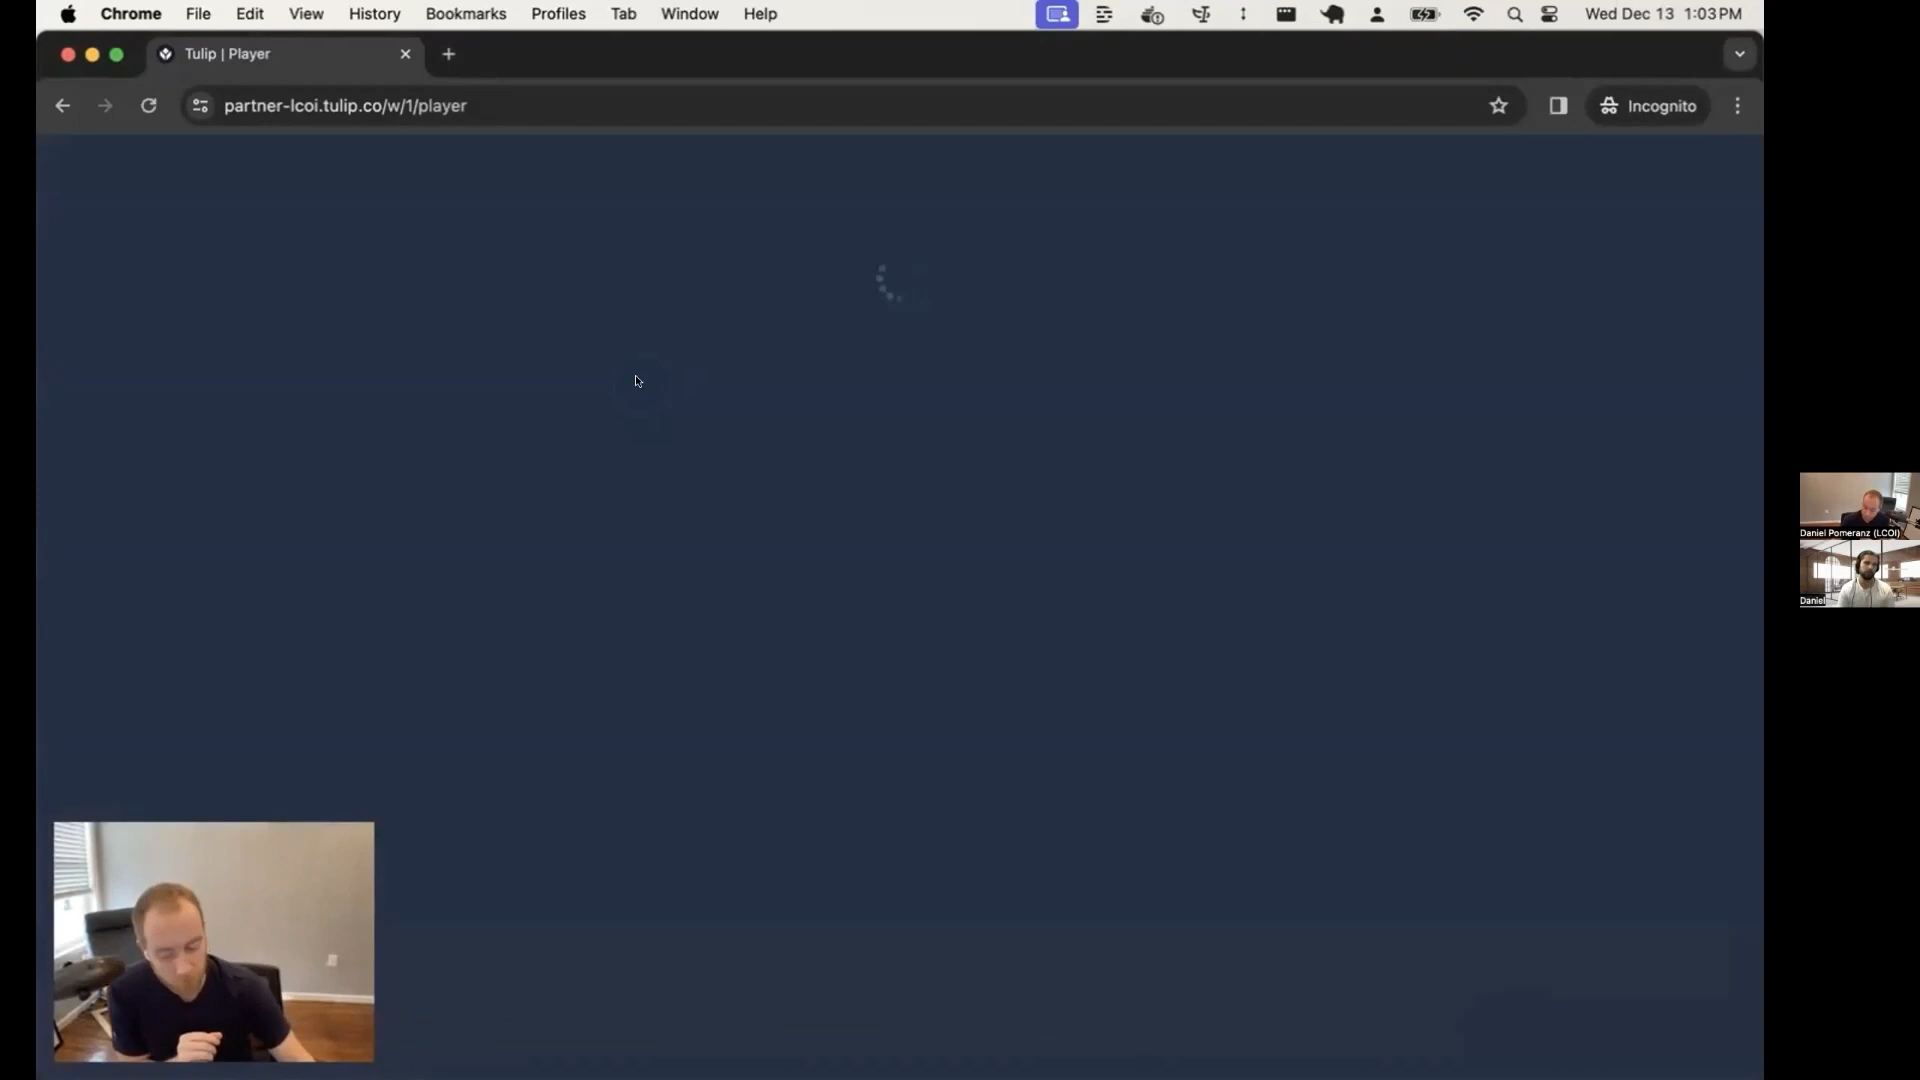 Chrome File Edit View History Bookmarks Profiles Tab Window Help Wed Dec 13 1:03 PM
Tulip | Player
partner-lcoi.tulip.co/w/1/player Incognito
Daniel Pomeranz (LCOI)
Daniel